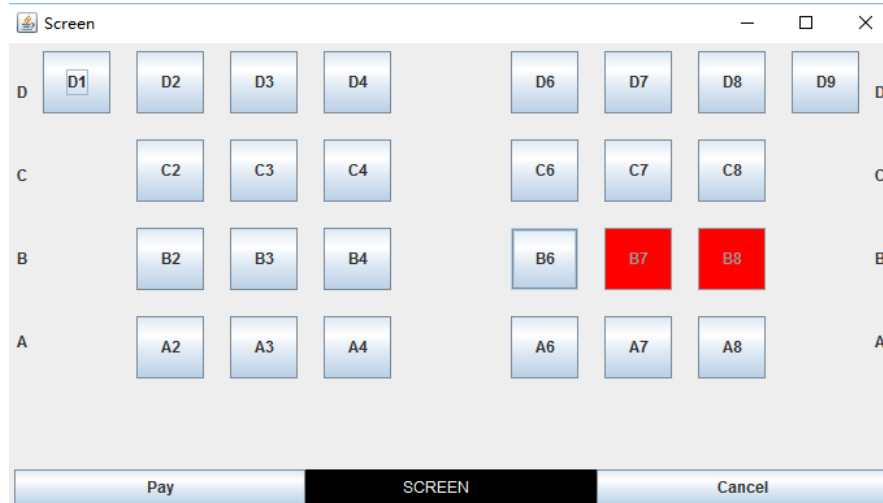 Screen
D D1 D2 D3 D4 D6 D7 D8 D9 D
C C2 C3 C4 C6 C7 C8 C
B B2 B3 B4 B6 B7 B8 B
A A2 A3 A4 A6 A7 A8 A
Pay SCREEN Cancel